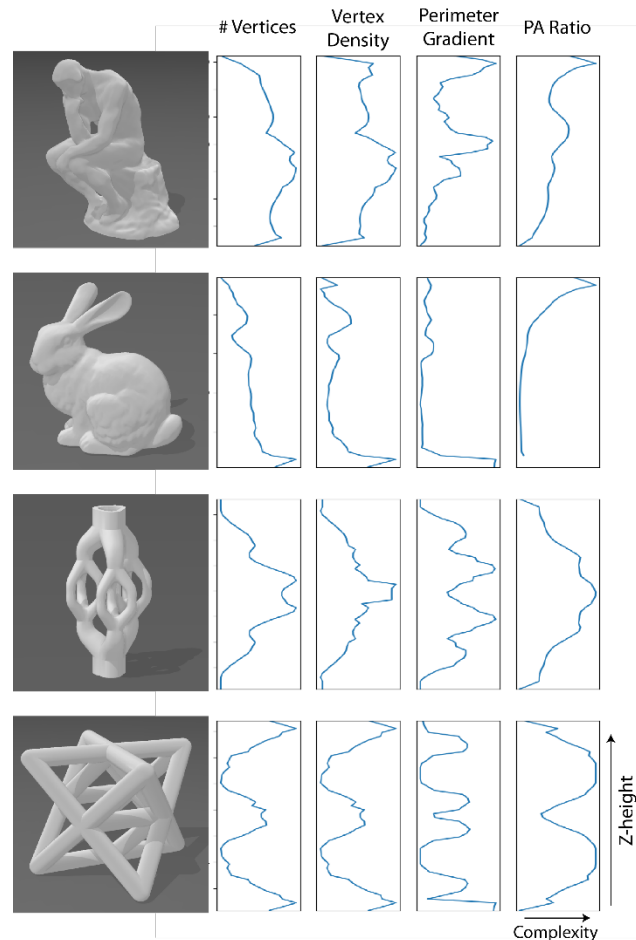 # Vertices
Vertex
Density
Perimeter
Gradient
PA Ratio
Z-height
Complexity